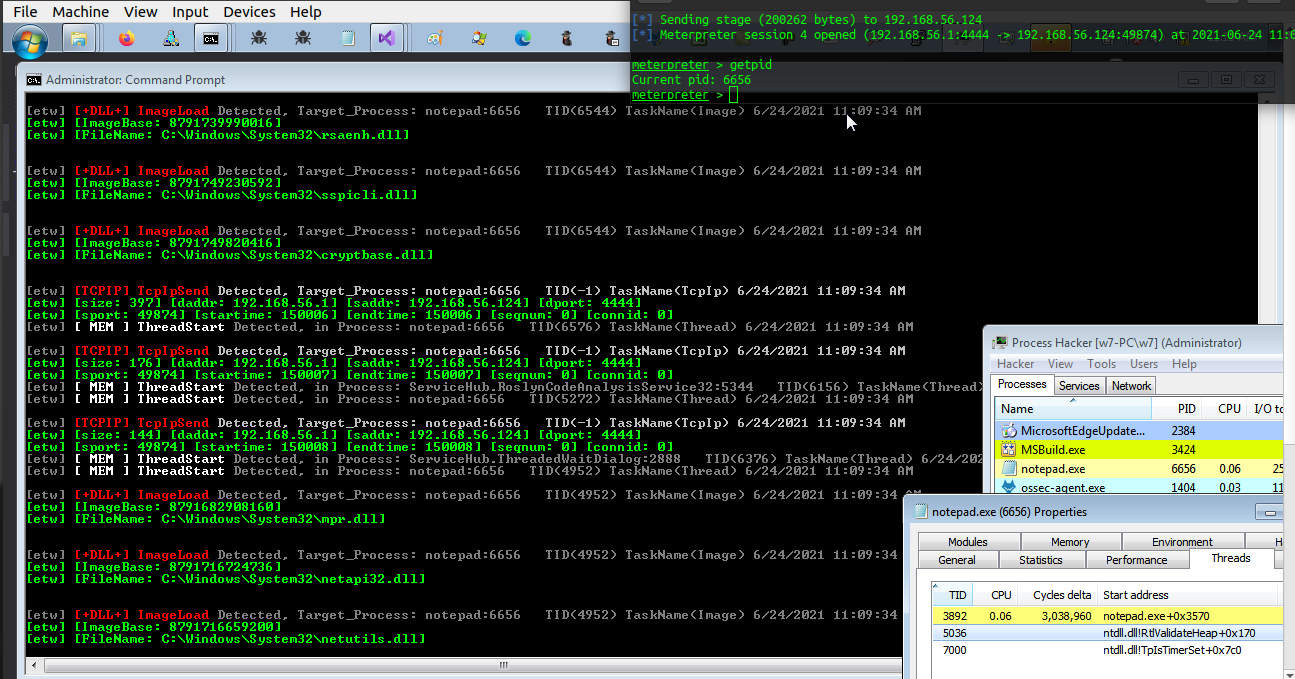 File Machine View Input Devices Help
[*] Sending stage (200262 bytes) to 192.168.56.124
[*] Meterpreter session 4 opened (192.168.56.1:4444 -> 192.168.56.124:49874) at 2021-06-24 11:0
meterpreter > getpid
Current pid: 6656
meterpreter >
Administrator: Command Prompt
[etw] [+DLL+] ImageLoad Detected, Target_Process: notepad:6656 TID(6544) TaskName(Image) 6/24/2021 11:09:34 AM
[etw] [ImageBase: 8791739990016]
[etw] [FileName: C:\Windows\System32\rsaenh.dll]
[etw] [+DLL+] ImageLoad Detected, Target_Process: notepad:6656 TID(6544) TaskName(Image) 6/24/2021 11:09:34 AM
[etw] [ImageBase: 8791749230592]
[etw] [FileName: C:\Windows\System32\sspicli.dll]
[etw] [+DLL+] ImageLoad Detected, Target_Process: notepad:6656 TID(6544) TaskName(Image) 6/24/2021 11:09:34 AM
[etw] [ImageBase: 8791749820416]
[etw] [FileName: C:\Windows\System32\cryptbase.dll]
[etw] [TCPIP] TcpIpSend Detected, Target_Process: notepad:6656 TID(-1) TaskName(TcpIp) 6/24/2021 11:09:34 AM
[etw] [size: 397] [daddr: 192.168.56.1] [saddr: 192.168.56.124] [dport: 4444]
[etw] [sport: 49874] [startime: 150006] [endtime: 150006] [seqnum: 0] [connid: 0]
[etw] [ MEM ] ThreadStart Detected, in Process: notepad:6656 TID(6576) TaskName(Thread) 6/24/2021 11:09:34 AM
[etw] [TCPIP] TcpIpSend Detected, Target_Process: notepad:6656 TID(-1) TaskName(TcpIp) 6/24/2021 11:09:34 AM
[etw] [size: 176] [daddr: 192.168.56.1] [saddr: 192.168.56.124] [dport: 4444]
[etw] [sport: 49874] [startime: 150007] [endtime: 150007] [seqnum: 0] [connid: 0]
[etw] [ MEM ] ThreadStart Detected, in Process: ServiceHub.RoslynCodeAnalysisService32:5344 TID(6156) TaskName(Thread)
[etw] [ MEM ] ThreadStart Detected, in Process: notepad:6656 TID(5272) TaskName(Thread) 6/24/2021 11:09:34 AM
[etw] [TCPIP] TcpIpSend Detected, Target_Process: notepad:6656 TID(-1) TaskName(TcpIp) 6/24/2021 11:09:34 AM
[etw] [size: 144] [daddr: 192.168.56.1] [saddr: 192.168.56.124] [dport: 4444]
[etw] [sport: 49874] [startime: 150008] [endtime: 150008] [seqnum: 0] [connid: 0]
[etw] [ MEM ] ThreadStart Detected, in Process: ServiceHub.ThreadedWaitDialog:2888 TID(6376) TaskName(Thread) 6/24/202
[etw] [ MEM ] ThreadStart Detected, in Process: notepad:6656 TID(4952) TaskName(Thread) 6/24/2021 11:09:34 AM
[etw] [+DLL+] ImageLoad Detected, Target_Process: notepad:6656 TID(4952) TaskName(Image) 6/24/2021 11:09:34 AM
[etw] [ImageBase: 8791682908160]
[etw] [FileName: C:\Windows\System32\mpr.dll]
[etw] [+DLL+] ImageLoad Detected, Target_Process: notepad:6656 TID(4952) TaskName(Image) 6/24/2021 11:09:34
[etw] [ImageBase: 8791716724736]
[etw] [FileName: C:\Windows\System32\netapi32.dll]
[etw] [+DLL+] ImageLoad Detected, Target_Process: notepad:6656 TID(4952) TaskName(Image) 6/24/2021 11:09:34
[etw] [ImageBase: 8791716659200]
[etw] [FileName: C:\Windows\System32\netutils.dll]
Process Hacker [w7-PC\w7] (Administrator)
Hacker View Tools Users Help
Processes Services Network
Name PID CPU I/O to
MicrosoftEdgeUpdate... 2384
MSBuild.exe 3424
notepad.exe 6656 0.06 25
ossec-agent.exe 1404 0.03 11
notepad.exe (6656) Properties
Modules Memory Environment H
General Statistics Performance Threads
TID CPU Cycles delta Start address
3892 0.06 3,038,960 notepad.exe+0x3570
5036 ntdll.dll!RtlValidateHeap+0x170
7000 ntdll.dll!TpIsTimerSet+0x7c0